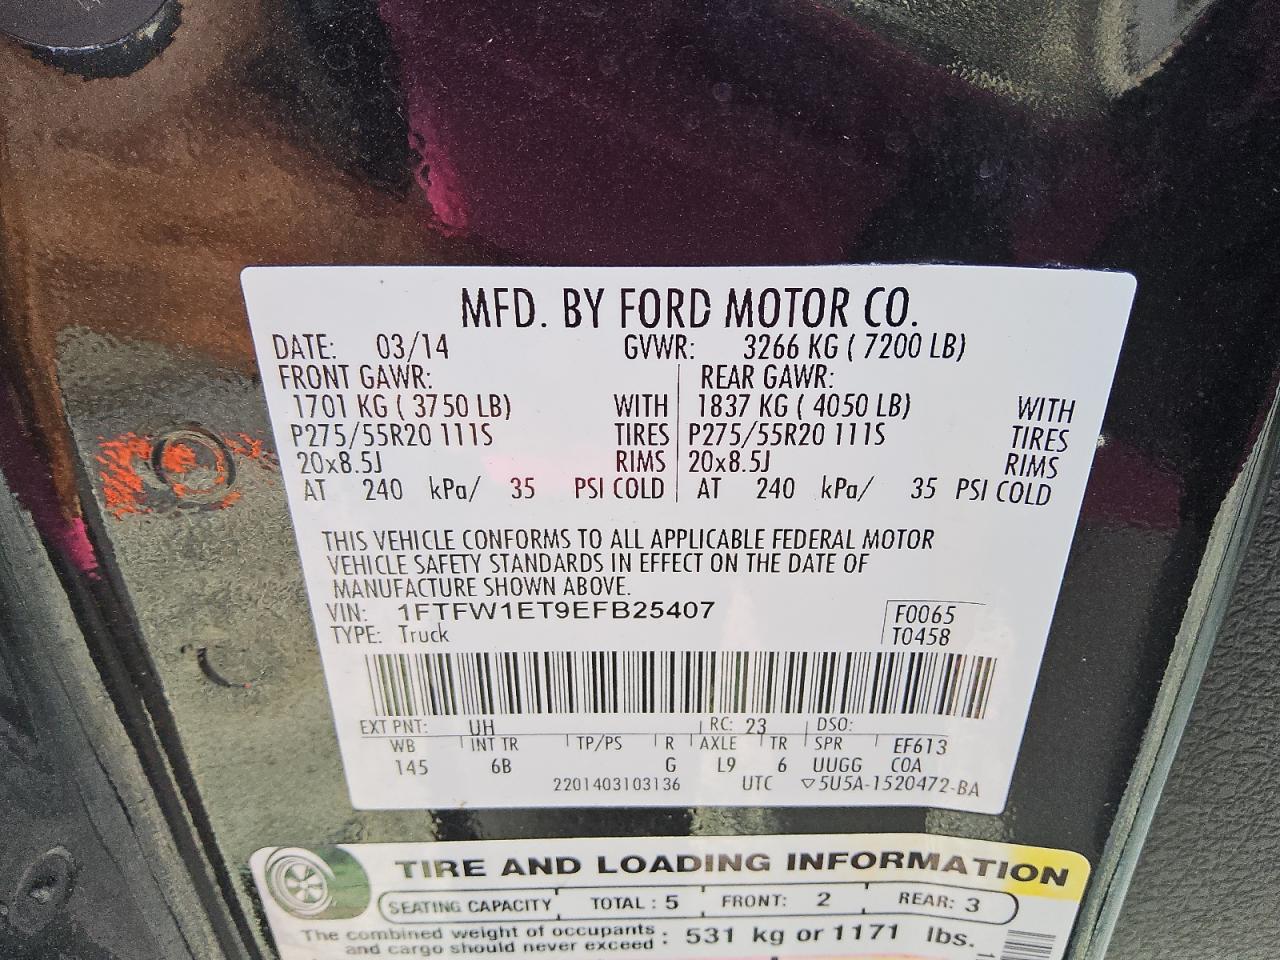 MFD. BY FORD MOTOR CO.
DATE: 03/14 GVWR: 3266 KG ( 7200 LB)
FRONT GAWR: REAR GAWR:
1701 KG ( 3750 LB) WITH 1837 KG ( 4050 LB) WITH
P275/55R20 111S TIRES P275/55R20 111S TIRES
20x8.5J RIMS 20x8.5J RIMS
AT 240 kPa/ 35 PSI COLD AT 240 kPa/ 35 PSI COLD
THIS VEHICLE CONFORMS TO ALL APPLICABLE FEDERAL MOTOR
VEHICLE SAFETY STANDARDS IN EFFECT ON THE DATE OF
MANUFACTURE SHOWN ABOVE.
VIN: 1FTFW1ET9EFB25407 F0065
TYPE: Truck T0458
EXT PNT: UH RC: 23 DSO:
WB INT TR TP/PS R AXLE TR SPR EF613
145 6B G L9 6 UUGG COA
2201403103136 UTC ▽5U5A-1520472-BA
TIRE AND LOADING INFORMATION
SEATING CAPACITY TOTAL : 5 FRONT: 2 REAR: 3
The combined weight of occupants
and cargo should never exceed : 531 kg or 1171 lbs.